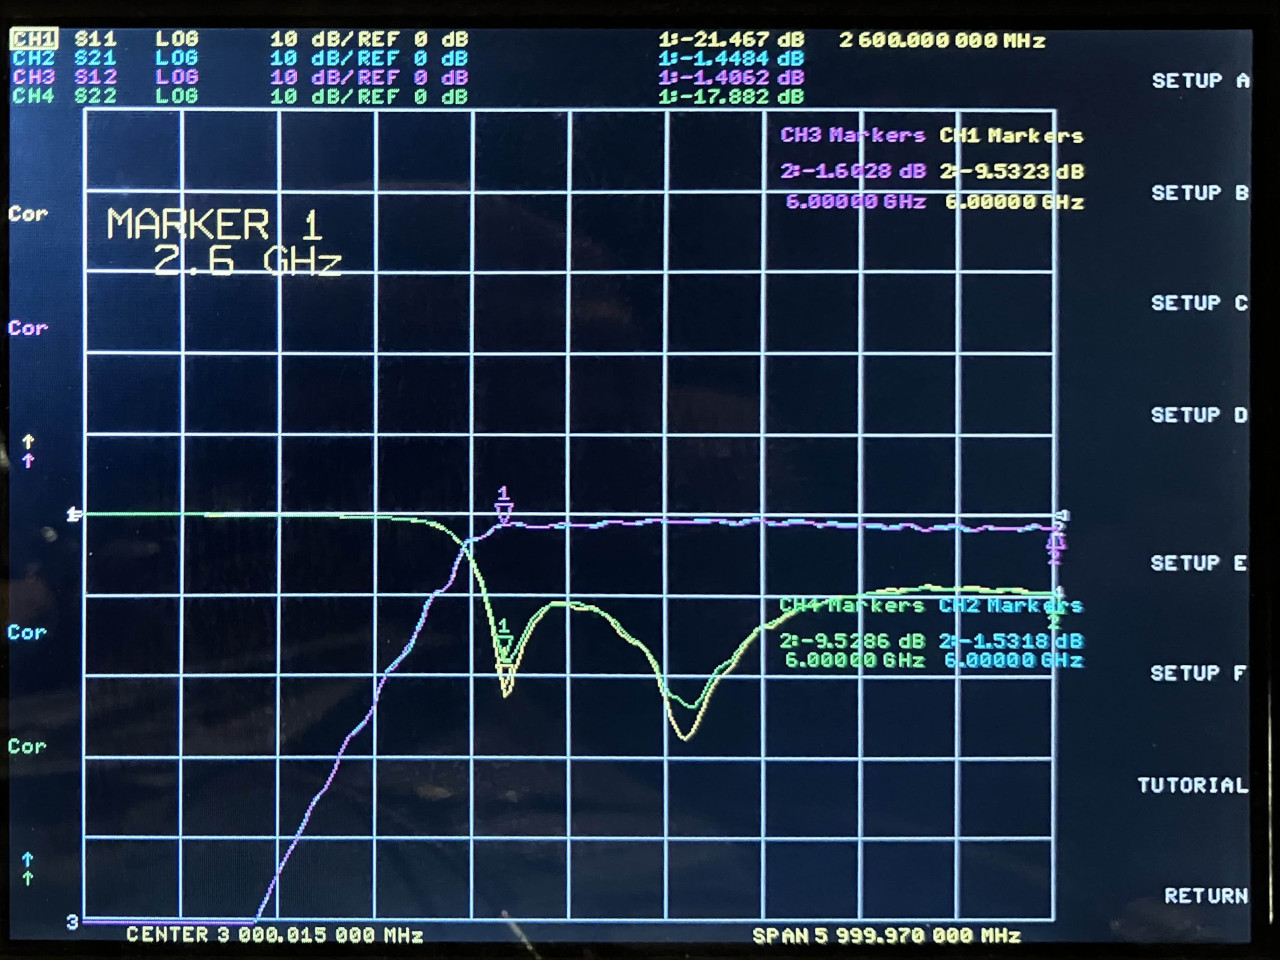 CH1 S11 LOG 10 dB/REF 0 dB 1:-21.467 dB 2 600.000 000 MHz
CH2 S21 LOG 10 dB/REF 0 dB 1:-1.4484 dB
CH3 S12 LOG 10 dB/REF 0 dB 1:-1.4062 dB
CH4 S22 LOG 10 dB/REF 0 dB 1:-17.882 dB
SETUP A
CH3 Markers CH1 Markers
2:-1.6028 dB 2:-9.5323 dB
6.00000 GHz 6.00000 GHz
SETUP B
Cor
MARKER 1
2.6 GHz
SETUP C
Cor
SETUP D
1
1
SETUP E
2
CH4 Markers CH2 Markers
1
2
2:-9.5286 dB 2:-1.5318 dB
6.00000 GHz 6.00000 GHz
Cor
SETUP F
Cor
TUTORIAL
RETURN
3
CENTER 3 000.015 000 MHz SPAN 5 999.970 000 MHz